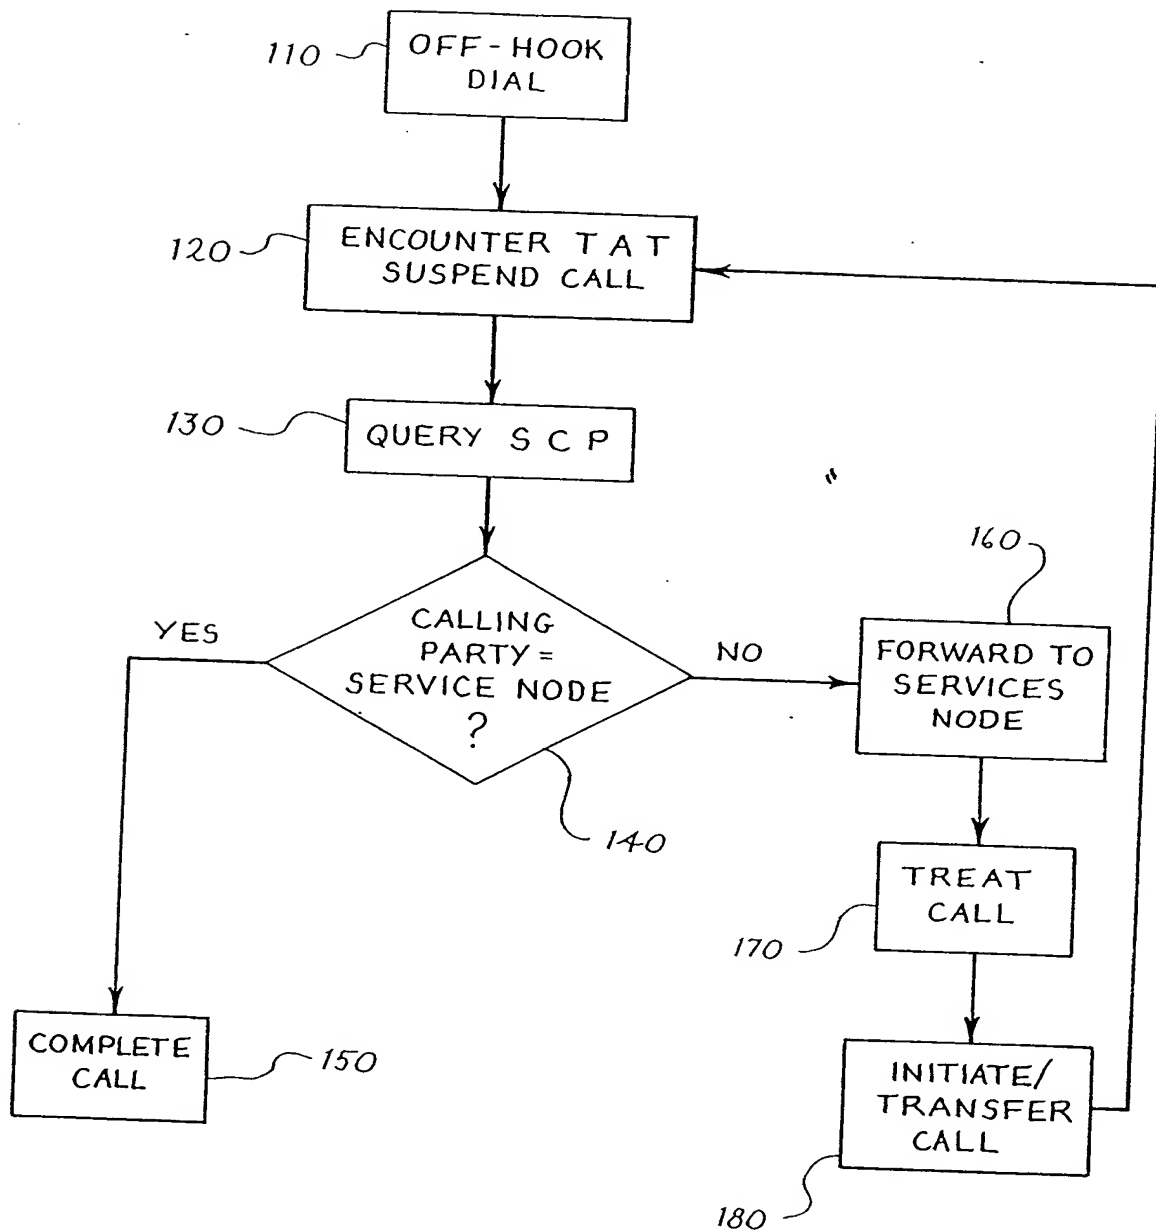 110
OFF-HOOK
DIAL
120
ENCOUNTER TAT
SUSPEND CALL
130
QUERY SCP
160
YES
CALLING
PARTY =
SERVICE NODE
?
NO
FORWARD TO
SERVICES
NODE
140
TREAT
CALL
170
COMPLETE
CALL
150
INITIATE/
TRANSFER
CALL
180